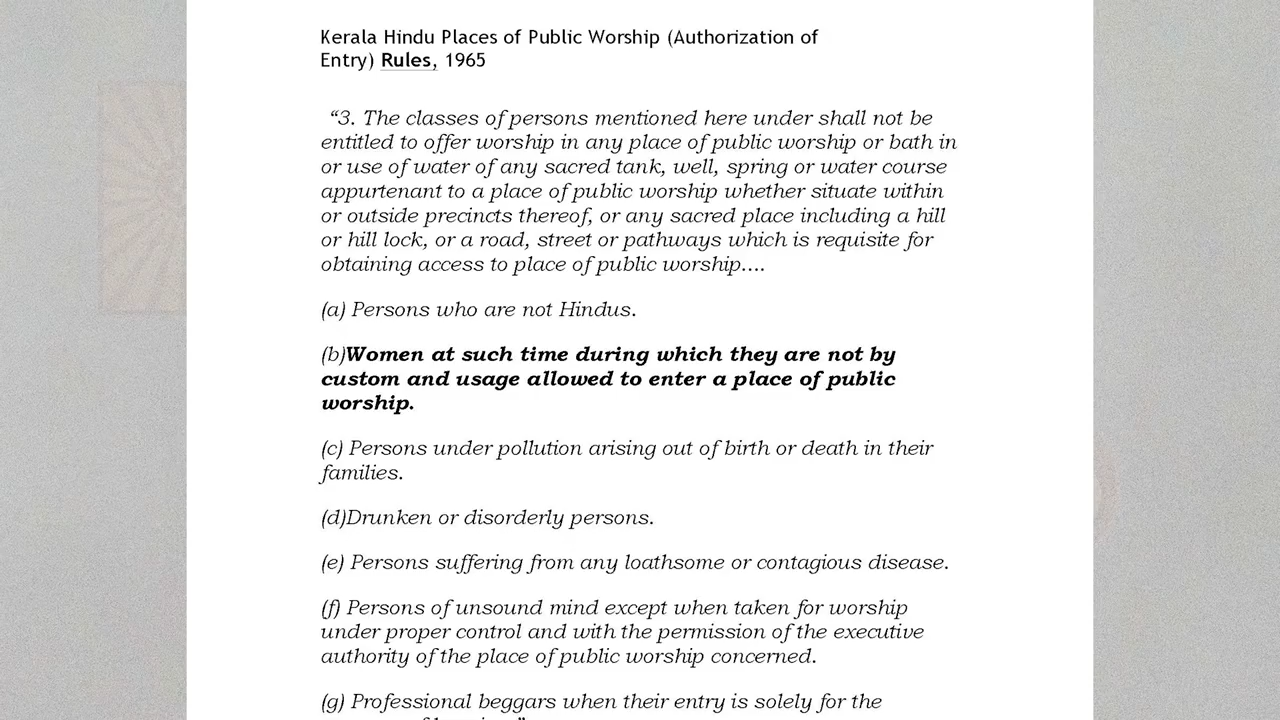 Kerala Hindu Places of Public Worship (Authorization of
Entry) Rules, 1965
“3. The classes of persons mentioned here under shall not be
entitled to offer worship in any place of public worship or bath in
or use of water of any sacred tank, well, spring or water course
appurtenant to a place of public worship whether situate within
or outside precincts thereof, or any sacred place including a hill
or hill lock, or a road, street or pathways which is requisite for
obtaining access to place of public worship....
(a) Persons who are not Hindus.
(b)Women at such time during which they are not by
custom and usage allowed to enter a place of public
worship.
(c) Persons under pollution arising out of birth or death in their
families.
(d)Drunken or disorderly persons.
(e) Persons suffering from any loathsome or contagious disease.
(f) Persons of unsound mind except when taken for worship
under proper control and with the permission of the executive
authority of the place of public worship concerned.
(g) Professional beggars when their entry is solely for the